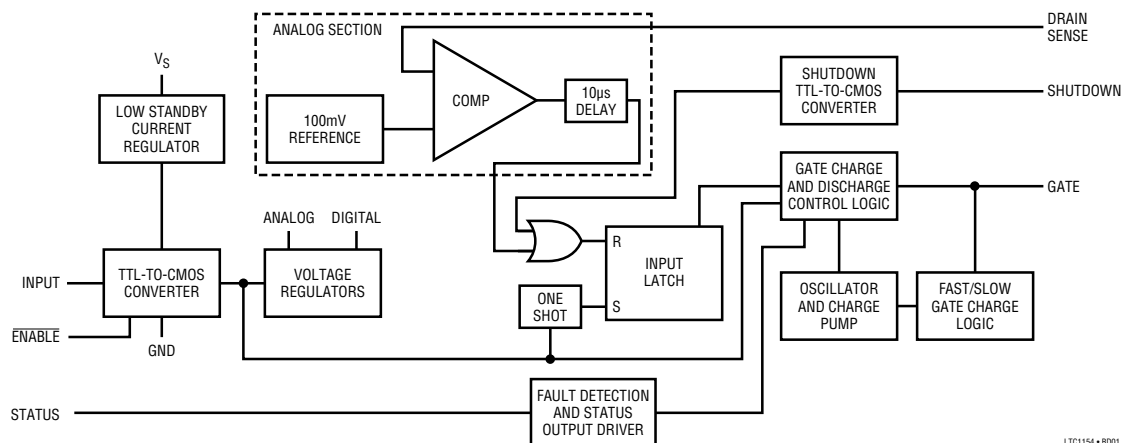 ANALOG SECTION
DRAIN
SENSE
VS
LOW STANDBY
CURRENT
REGULATOR
100mV
REFERENCE
COMP
10µs
DELAY
SHUTDOWN
TTL-TO-CMOS
CONVERTER
SHUTDOWN
GATE CHARGE
AND DISCHARGE
CONTROL LOGIC
GATE
ANALOG
DIGITAL
INPUT
TTL-TO-CMOS
CONVERTER
VOLTAGE
REGULATORS
R
INPUT
LATCH
S
ONE
SHOT
OSCILLATOR
AND CHARGE
PUMP
FAST/SLOW
GATE CHARGE
LOGIC
ENABLE
GND
STATUS
FAULT DETECTION
AND STATUS
OUTPUT DRIVER
LTC1154 • BD01